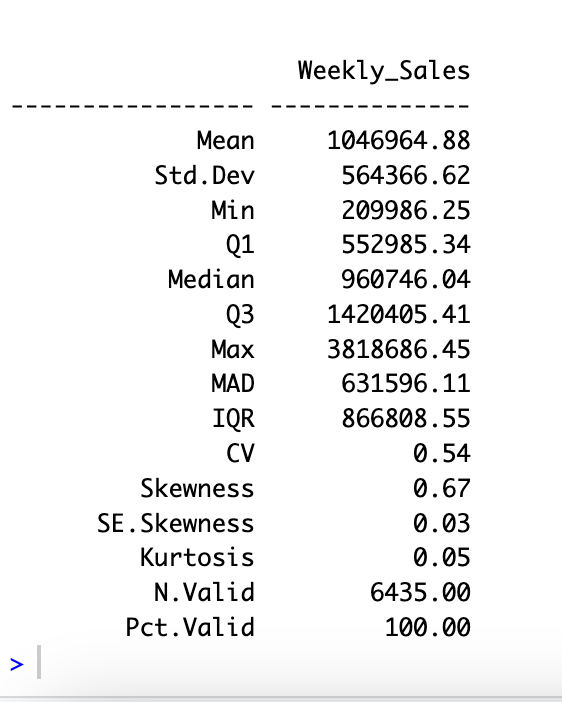 Weekly_Sales
----------------- --------------
Mean 1046964.88
Std.Dev 564366.62
Min 209986.25
Q1 552985.34
Median 960746.04
Q3 1420405.41
Max 3818686.45
MAD 631596.11
IQR 866808.55
CV 0.54
Skewness 0.67
SE.Skewness 0.03
Kurtosis 0.05
N.Valid 6435.00
Pct.Valid 100.00
>